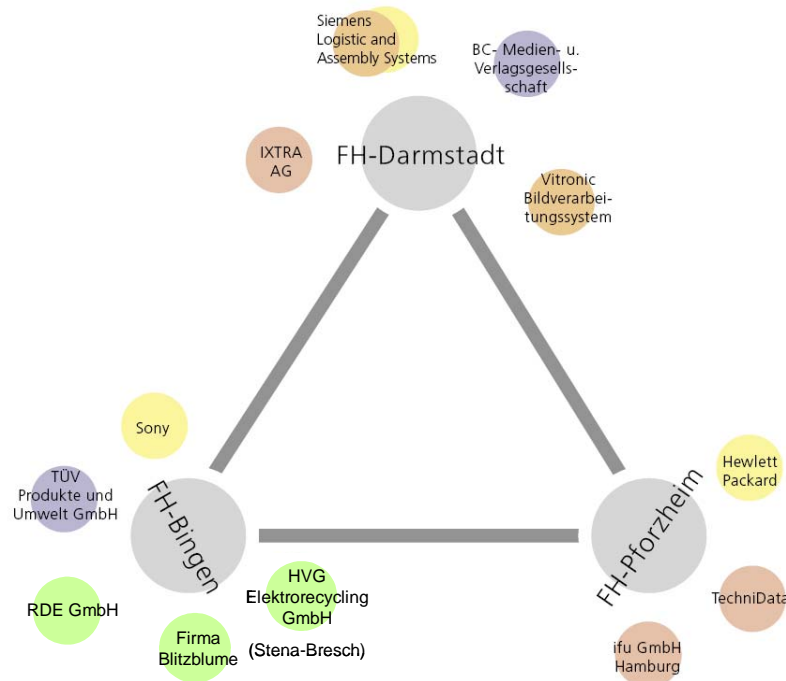 Siemens
Logistic and
Assembly Systems
BC- Medien- u.
Verlagsgesells-
schaft
IXTRA
AG
FH-Darmstadt
Vitronic
Bildverarbei-
tungssystem
Sony
TÜV
Produkte und
Umwelt GmbH
FH-Bingen
HVG
Elektrorecycling
GmbH
(Stena-Bresch)
RDE GmbH
Firma
Blitzblume
Hewlett
Packard
FH-Pforzheim
TechniData
ifu GmbH
Hamburg